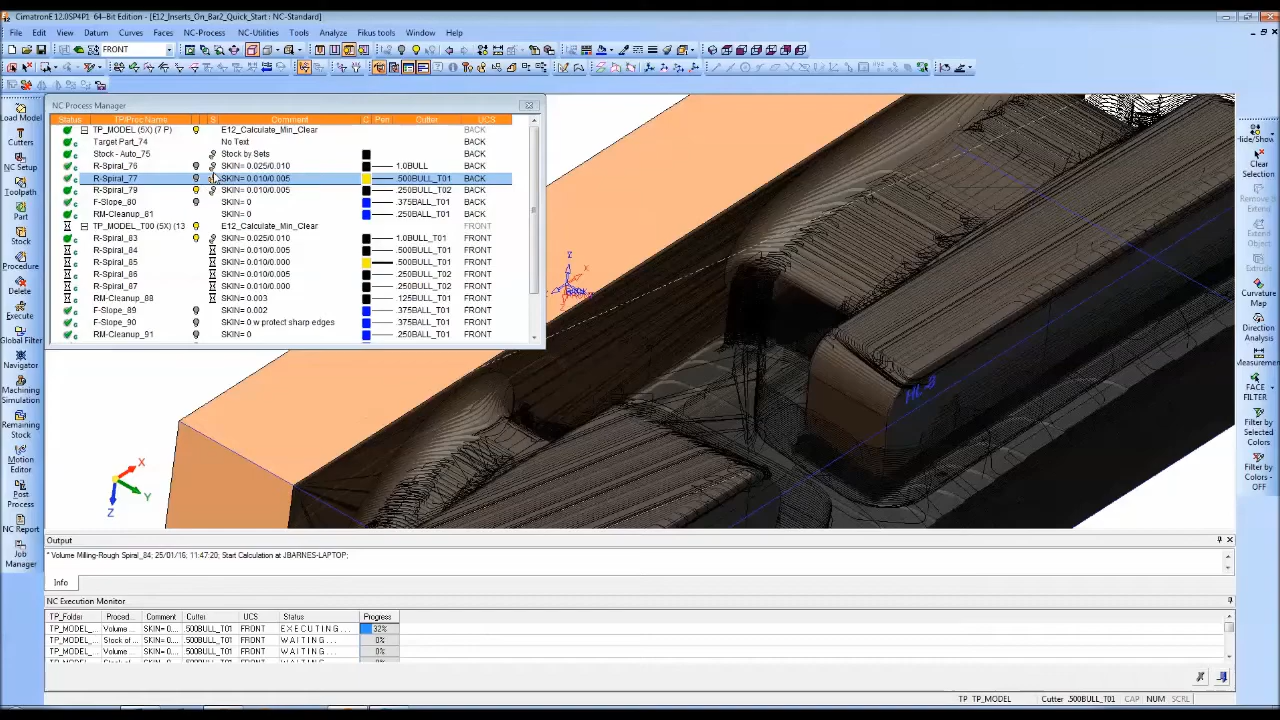 CimatronE 12.0SP4P1  64-Bit Edition - [E12_Inserts_On_Bar2_Quick_Start : NC-Standard]
File Edit Views Datum Curves Faces NC-Process NC-Utilities Tools Analyze Fikus tools Window Help
FRONT
NC Process Manager
Status TP/Proc Name S Comment C Pen Cutter UCS
TP_MODEL (5X) (7 P) E12_Calculate_Min_Clear BACK
Target Part_74 No Text BACK
Stock - Auto_75 Stock by Sets BACK
R-Spiral_76 SKIN= 0.025/0.010 1.0BULL BACK
R-Spiral_77 SKIN= 0.010/0.005 .500BULL_T01 BACK
R-Spiral_79 SKIN= 0.010/0.005 .250BULL_T02 BACK
F-Slope_80 SKIN= 0 .375BALL_T01 BACK
RM-Cleanup_81 SKIN= 0 .250BALL_T01 BACK
TP_MODEL_T00 (5X) (13 E12_Calculate_Min_Clear FRONT
R-Spiral_83 SKIN= 0.025/0.010 1.0BULL_T01 FRONT
R-Spiral_84 SKIN= 0.010/0.005 .500BULL_T01 FRONT
R-Spiral_85 SKIN= 0.010/0.000 .500BULL_T01 FRONT
R-Spiral_86 SKIN= 0.010/0.005 .250BULL_T02 FRONT
R-Spiral_87 SKIN= 0.010/0.000 .250BULL_T02 FRONT
RM-Cleanup_88 SKIN= 0.003 .125BALL_T01 FRONT
F-Slope_89 0.002 .375BALL_T01 FRONT
F-Slope_90 SKIN= 0 w protect sharp edges .375BALL_T01 FRONT
RM-Cleanup_91 SKIN= 0 .250BALL_T01 FRONT
Load Model
Cutters
NC Setup
Toolpath
Part
Stock
Procedure
Delete
Execute
Global Filter
Navigator
Machining Simulation
Remaining Stock
Motion Editor
Post Process
NC Report
Job Manager
Hide/Show
Clear Selection
Remove & Extend
Extend Object
Extrude
Curvature Map
Direction Analysis
Measurement
FACE FILTER
Filter by Selected Colors
Filter by Colors - OFF
X
Y
Z
Output
* Volume Milling-Rough Spiral_84; 25/01/16; 11:47:20; Start Calculation at JBARNES-LAPTOP;
Info
NC Execution Monitor
TP_Folder Proced... Comment Cutter UCS Status Progress
TP_MODEL_... Volume ... SKIN= 0.... .500BULL_T01 FRONT EXECUTING... 32%
TP_MODEL_... Stock of ... SKIN= 0.... .500BULL_T01 FRONT WAITING... 0%
TP_MODEL_... Volume ... SKIN= 0.... .500BULL_T01 FRONT WAITING... 0%
TP TP_MODEL Cutter .500BULL_T01 CAP NUM SCRL